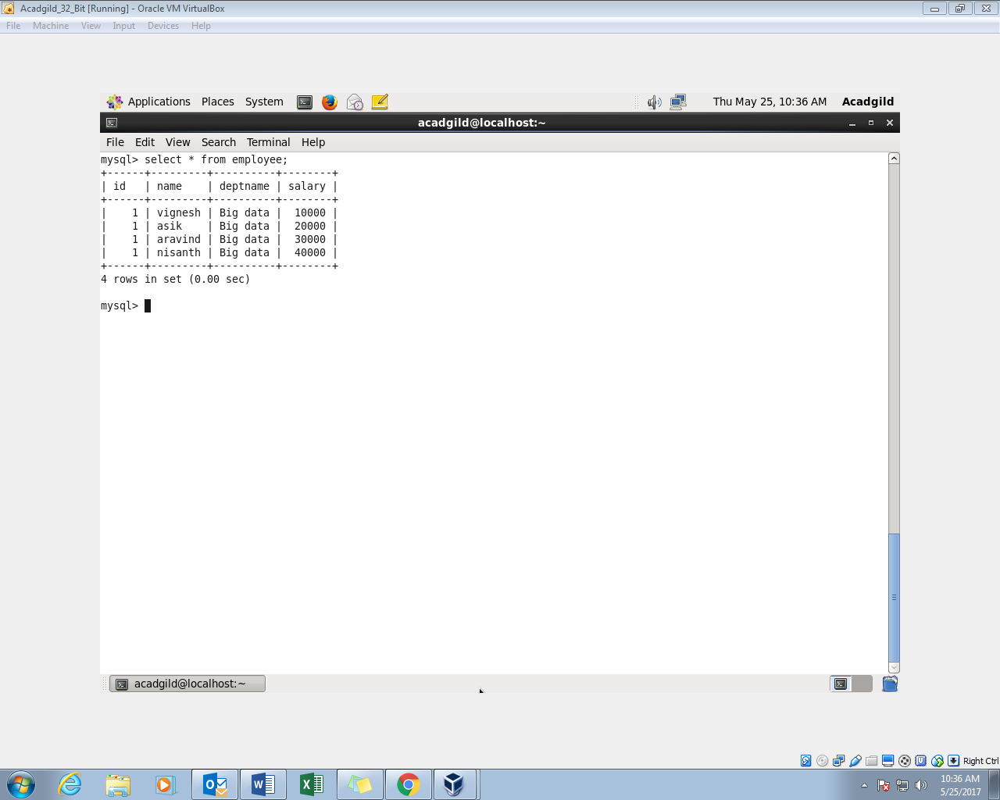 Acadgild_32_Bit [Running] - Oracle VM VirtualBox
File Machine View Input Devices Help
Applications Places System Thu May 25, 10:36 AM Acadgild
acadgild@localhost:~
File Edit View Search Terminal Help
mysql> select * from employee;
+------+---------+----------+--------+
| id   | name    | deptname | salary |
+------+---------+----------+--------+
|    1 | vignesh | Big data |  10000 |
|    1 | asik    | Big data |  20000 |
|    1 | aravind | Big data |  30000 |
|    1 | nisanth | Big data |  40000 |
+------+---------+----------+--------+
4 rows in set (0.00 sec)
mysql>
acadgild@localhost:~
Right Ctrl
10:36 AM
5/25/2017